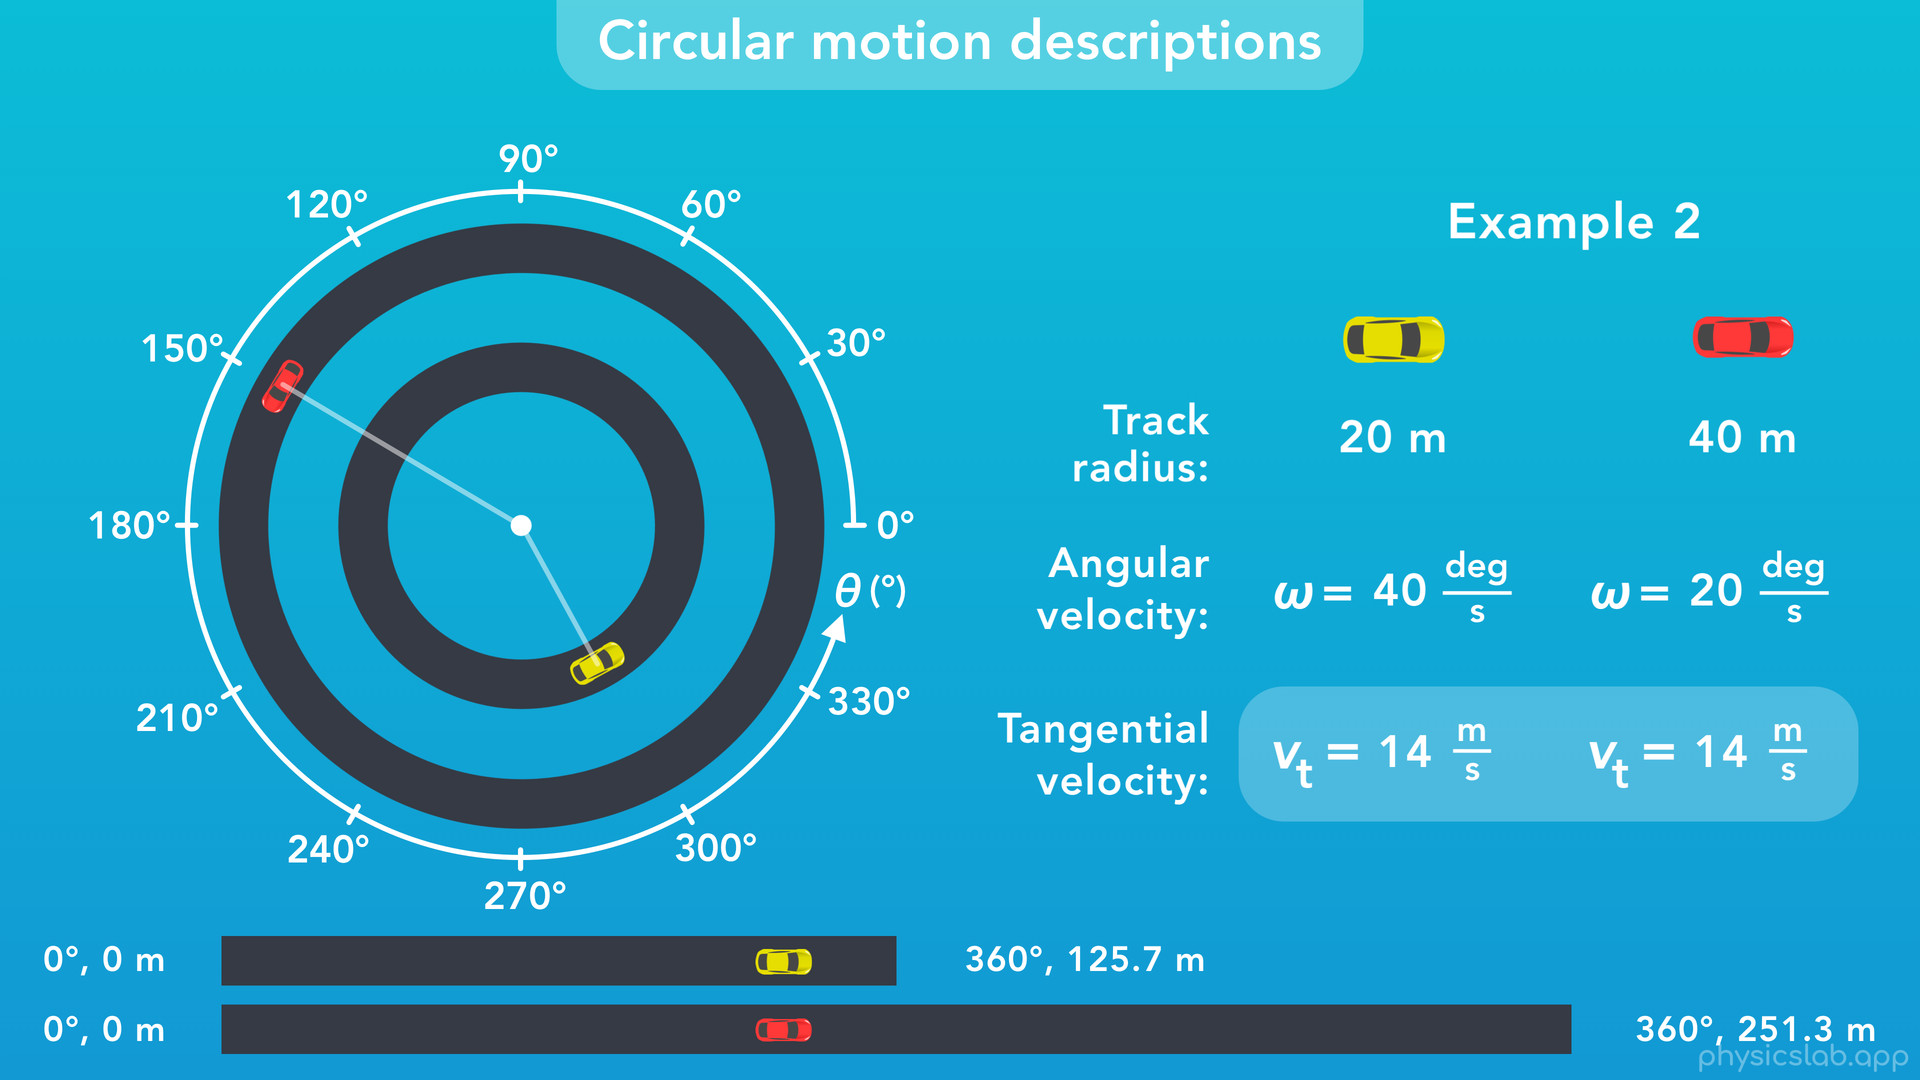 Circular motion descriptions
90°
120°
60°
150°
30°
180°
0°
θ (°)
210°
330°
240°
300°
270°
Example 2
Track
radius:
20 m
40 m
Angular
velocity:
ω = 40 deg/s
ω = 20 deg/s
Tangential
velocity:
vt = 14 m/s
vt = 14 m/s
0°, 0 m
360°, 125.7 m
0°, 0 m
360°, 251.3 m
physicslab.app